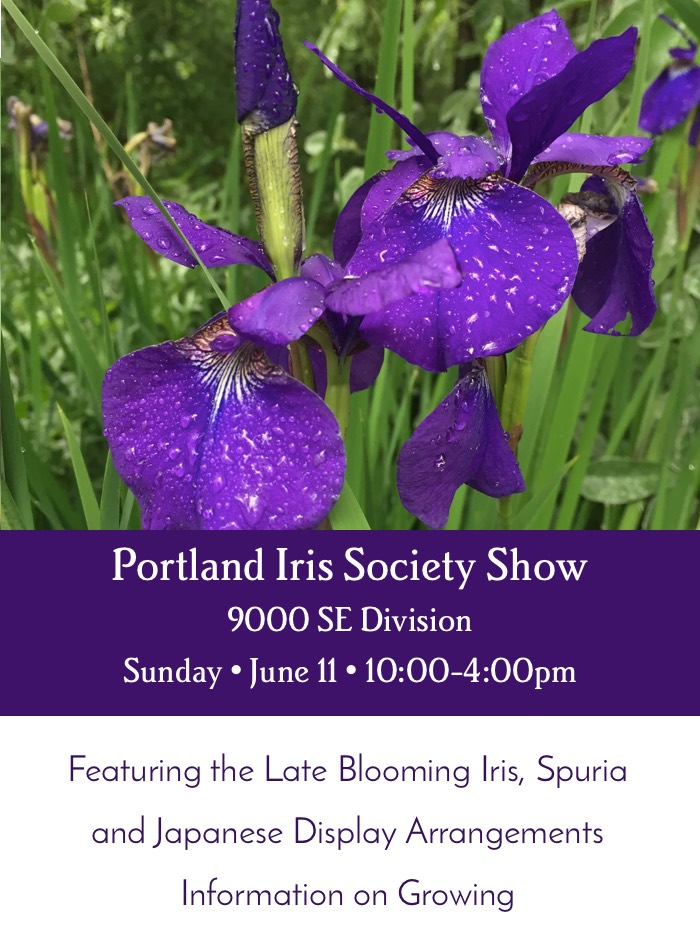 Portland Iris Society Show
9000 SE Division
Sunday • June 11 • 10:00-4:00pm
Featuring the Late Blooming Iris, Spuria
and Japanese Display Arrangements
Information on Growing